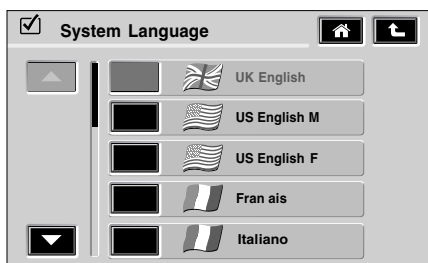 System Language
UK English
US English M
US English F
Fran ais
Italiano